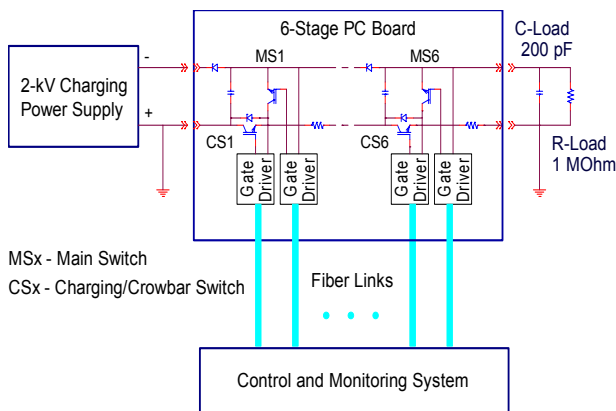 6-Stage PC Board
C-Load
200 pF
2-kV Charging
Power Supply
-
+
MS1
MS6
CS1
CS6
R-Load
1 MOhm
Gate
Driver
Gate
Driver
Gate
Driver
Gate
Driver
MSx - Main Switch
CSx - Charging/Crowbar Switch
Fiber Links
Control and Monitoring System